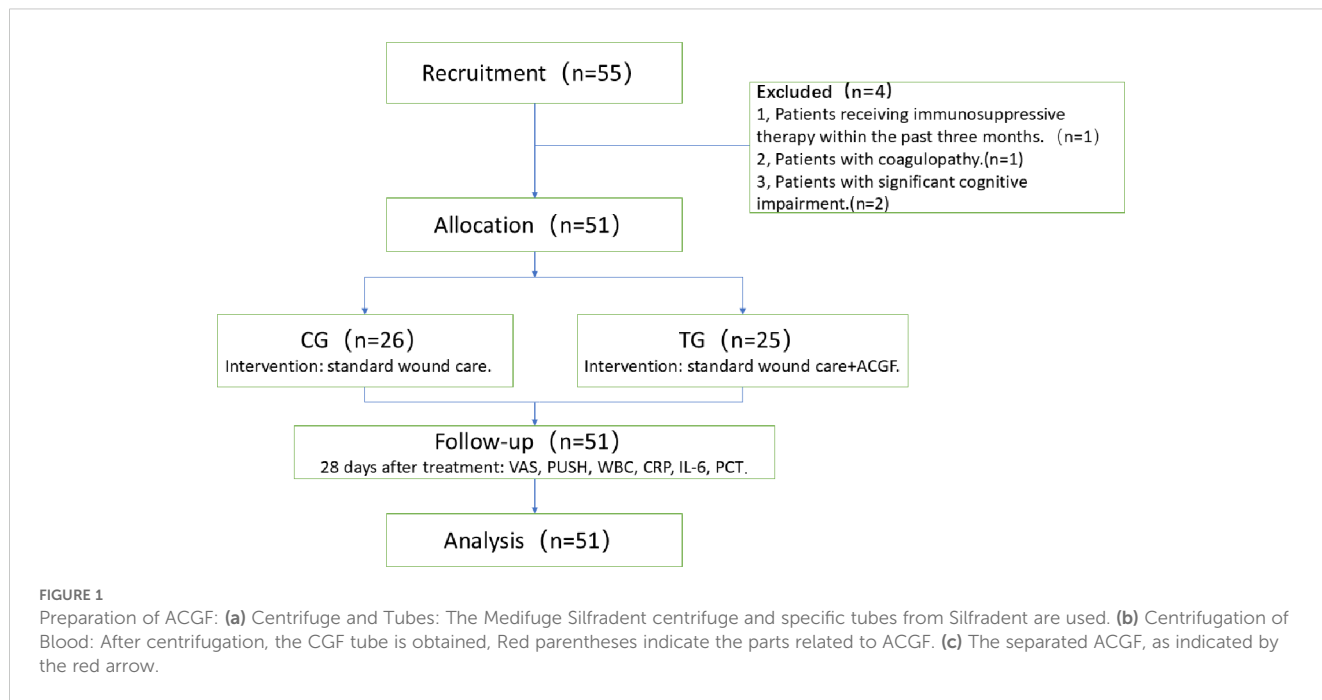 Recruitment（n=55）
Excluded（n=4）
1, Patients receiving immunosuppressive
therapy within the past three months.（n=1）
2, Patients with coagulopathy.(n=1)
3, Patients with significant cognitive
impairment.(n=2)
Allocation（n=51）
CG（n=26）
Intervention: standard wound care.
TG（n=25）
Intervention: standard wound care+ACGF.
Follow-up（n=51）
28 days after treatment: VAS, PUSH, WBC, CRP, IL-6, PCT.
Analysis（n=51）
FIGURE 1
Preparation of ACGF: (a) Centrifuge and Tubes: The Medifuge Silfradent centrifuge and specific tubes from Silfradent are used. (b) Centrifugation of
Blood: After centrifugation, the CGF tube is obtained, Red parentheses indicate the parts related to ACGF. (c) The separated ACGF, as indicated by
the red arrow.